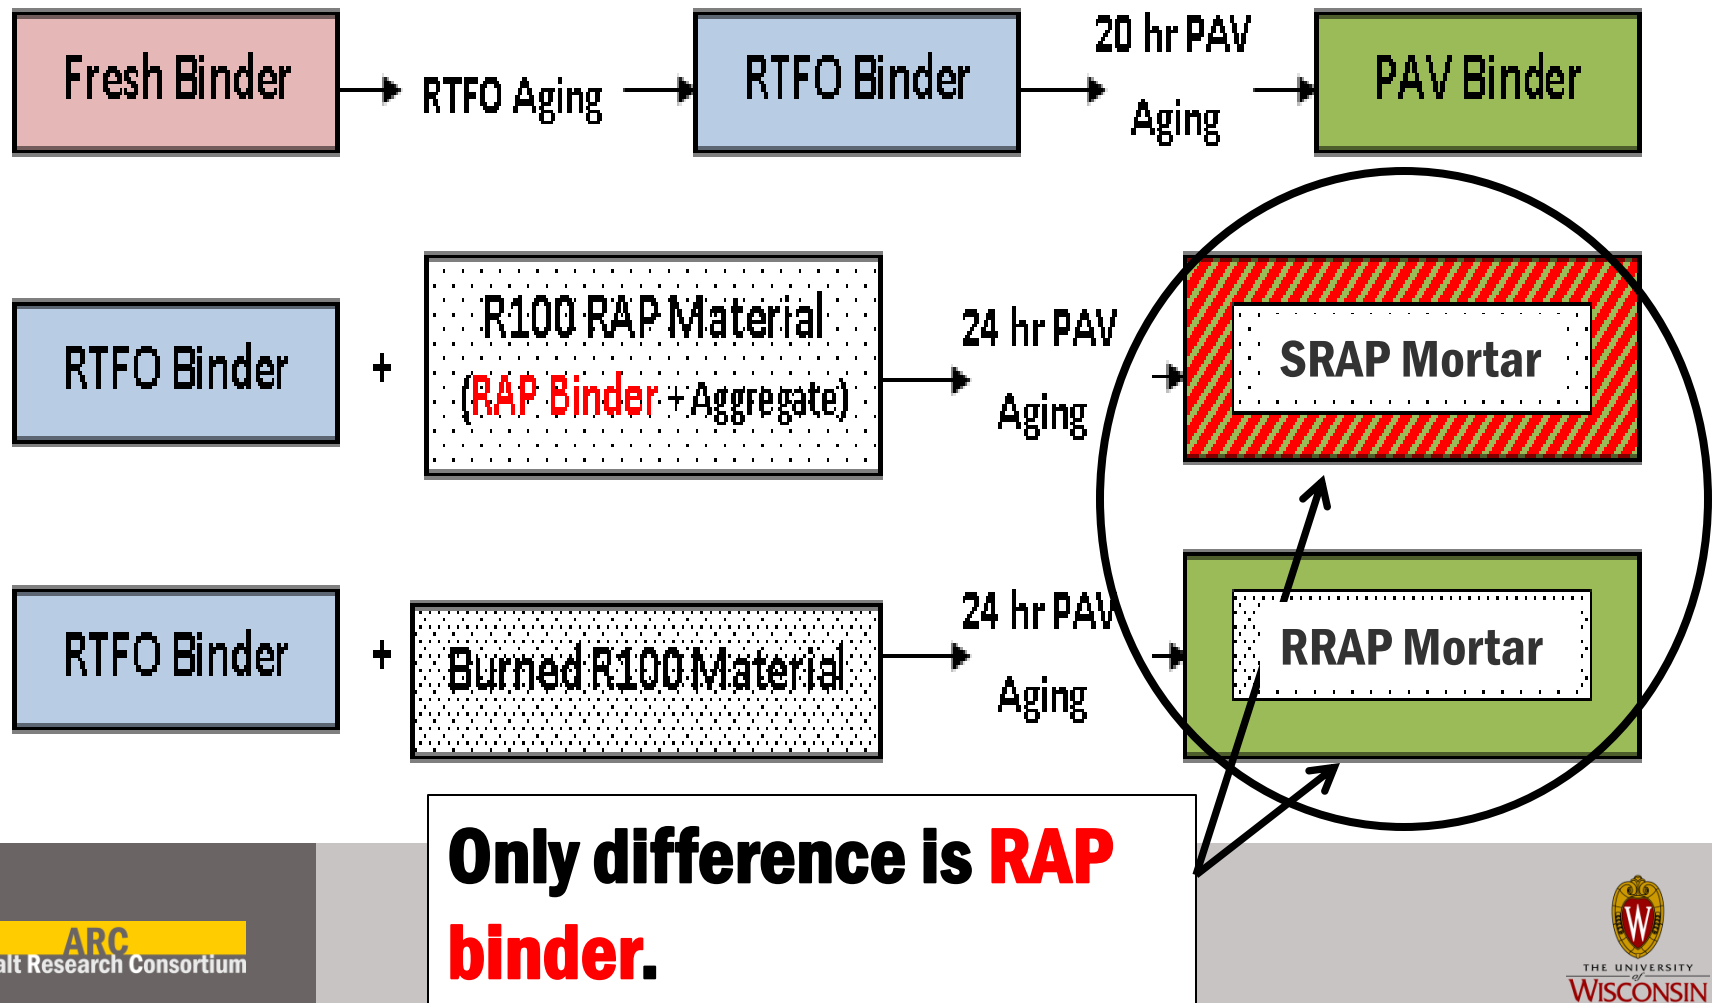 Fresh Binder
RTFO Aging
RTFO Binder
20 hr PAV
Aging
PAV Binder
RTFO Binder
+
R100 RAP Material
(RAP Binder + Aggregate)
24 hr PAV
Aging
SRAP Mortar
RTFO Binder
+
Burned R100 Material
24 hr PAV
Aging
RRAP Mortar
Only difference is RAP
binder.
ARC
alt Research Consortium
W
THE UNIVERSITY
of
WISCONSIN